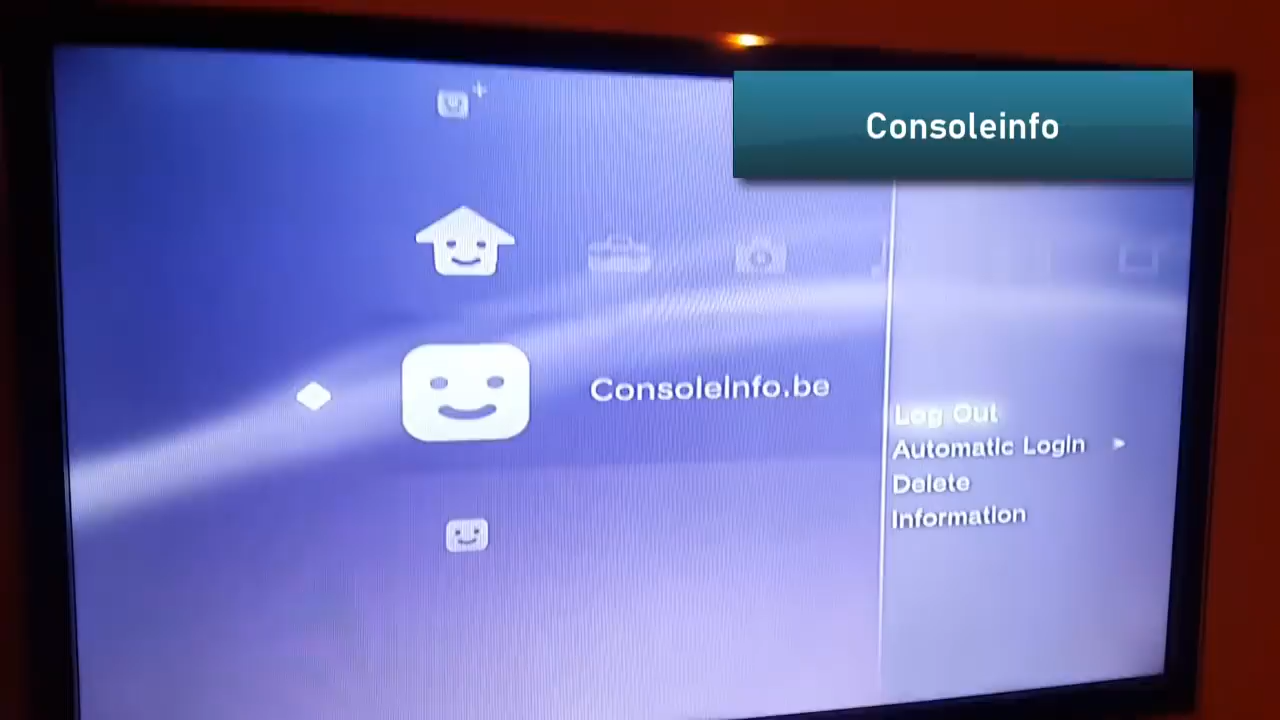 Consoleinfo
ConsoleInfo.be
Log Out
Automatic Login
Delete
Information